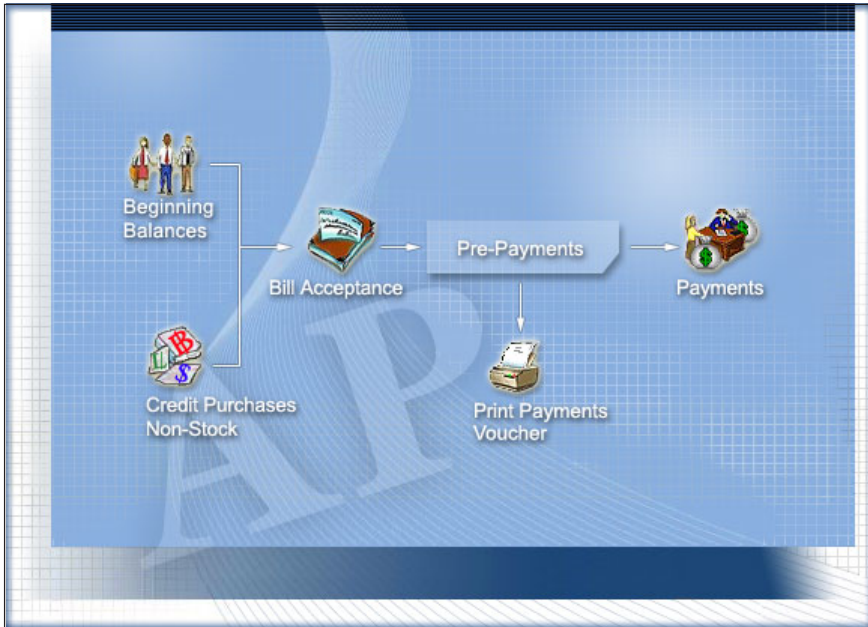 Beginning
Balances
Bill Acceptance
Pre-Payments
Payments
Credit Purchases
Non-Stock
Print Payments
Voucher
AP